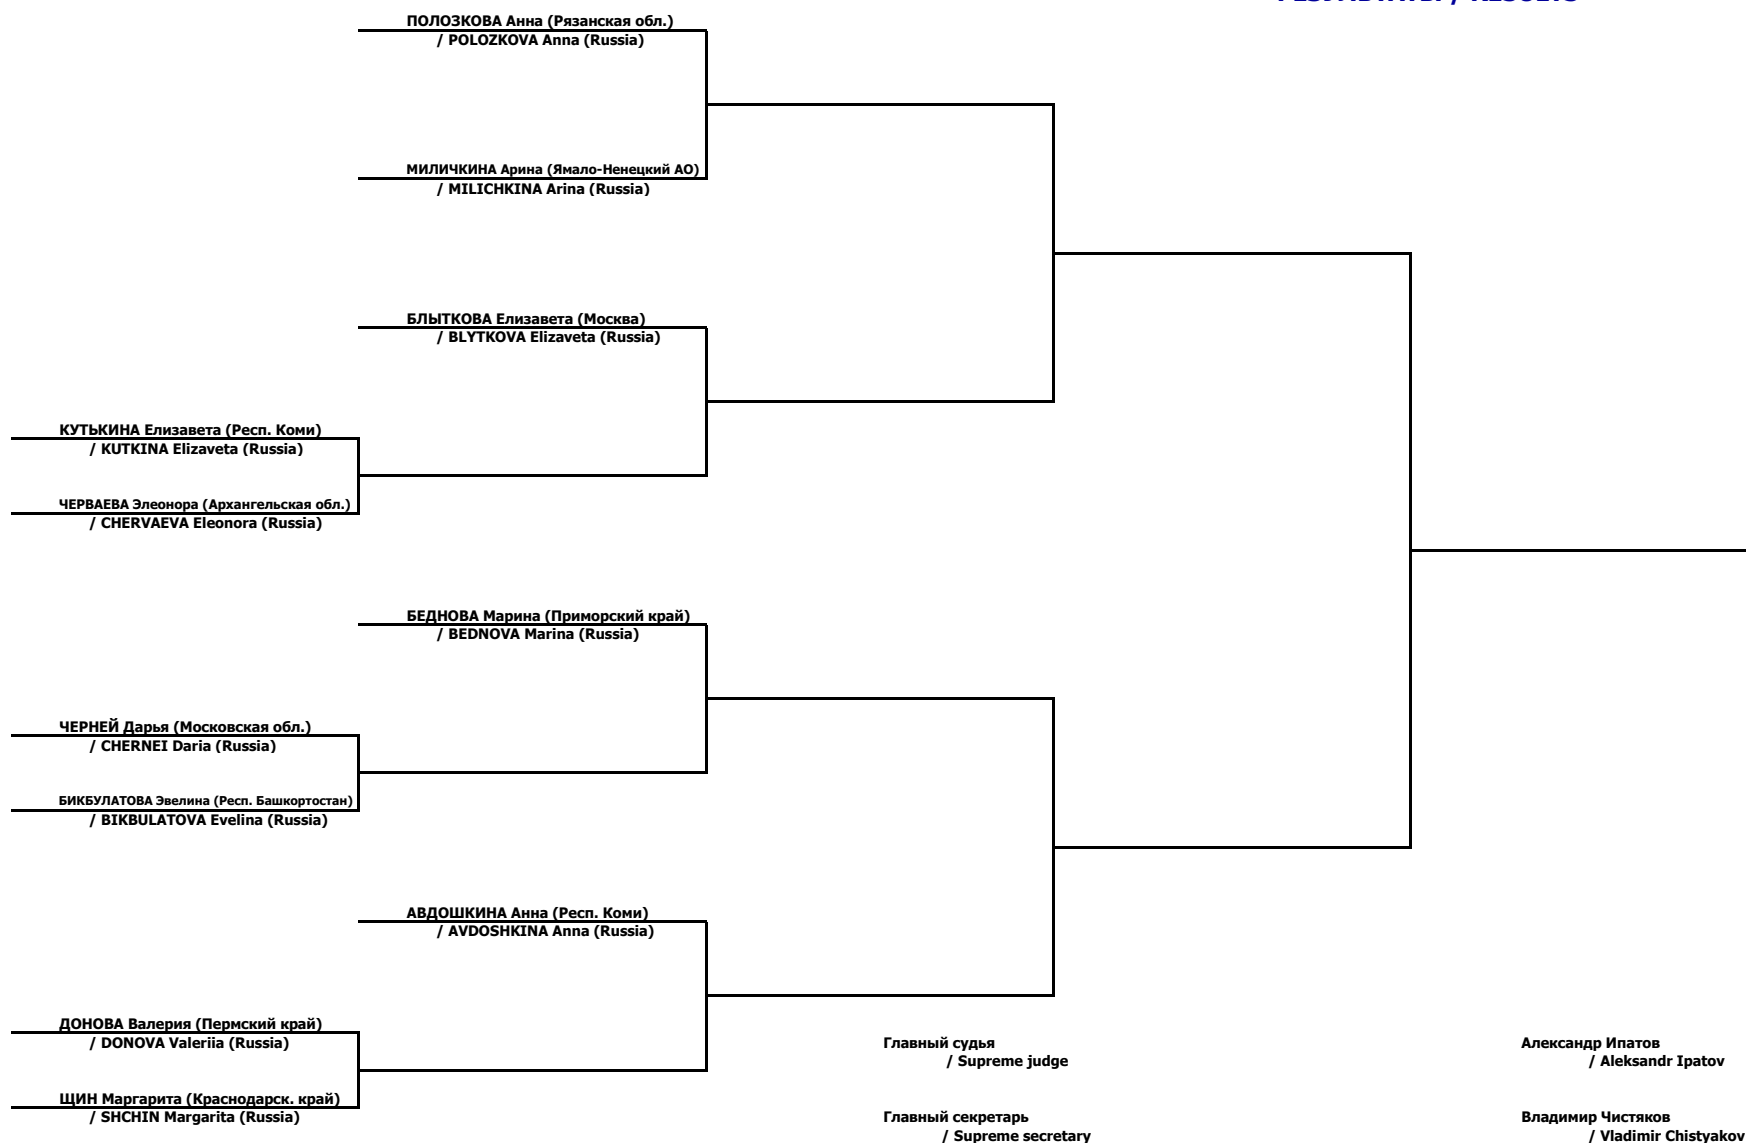 ПОЛОЗКОВА Анна (Рязанская обл.)
/ POLOZKOVA Anna (Russia)
МИЛИЧКИНА Арина (Ямало-Ненецкий АО)
/ MILICHKINA Arina (Russia)
БЛЫТКОВА Елизавета (Москва)
/ BLYTKOVA Elizaveta (Russia)
КУТЬКИНА Елизавета (Респ. Коми)
/ KUTKINA Elizaveta (Russia)
ЧЕРВАЕВА Элеонора (Архангельская обл.)
/ CHERVAEVA Eleonora (Russia)
БЕДНОВА Марина (Приморский край)
/ BEDNOVA Marina (Russia)
ЧЕРНЕЙ Дарья (Московская обл.)
/ CHERNEI Daria (Russia)
БИКБУЛАТОВА Эвелина (Респ. Башкортостан)
/ BIKBULATOVA Evelina (Russia)
АВДОШКИНА Анна (Респ. Коми)
/ AVDOSHKINA Anna (Russia)
ДОНОВА Валерия (Пермский край)
/ DONOVA Valeriia (Russia)
ЩИН Маргарита (Краснодарск. край)
/ SHCHIN Margarita (Russia)
Главный судья
/ Supreme judge
Александр Ипатов
/ Aleksandr Ipatov
Главный секретарь
/ Supreme secretary
Владимир Чистяков
/ Vladimir Chistyakov